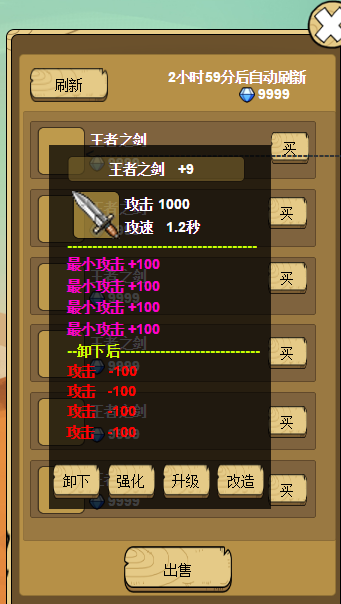 刷新
2小时59分后自动刷新
9999
王者之剑
买
王者之剑 +9
攻击 1000
攻速 1.2秒
买
最小攻击 +100
最小攻击 +100
买
最小攻击 +100
最小攻击 +100
--卸下后--
买
攻击 -100
攻击 -100
攻击 -100
买
攻击 -100
卸下
强化
升级
改造
买
9999
出售